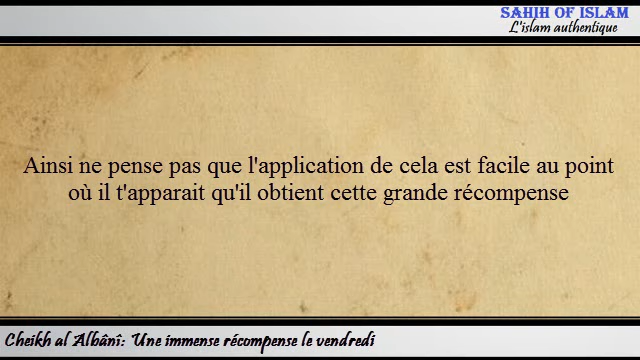 SAHIH OF ISLAM
L'islam authentique
Ainsi ne pense pas que l'application de cela est facile au point
où il t'apparait qu'il obtient cette grande récompense
Cheikh al Albânî: Une immense récompense le vendredi